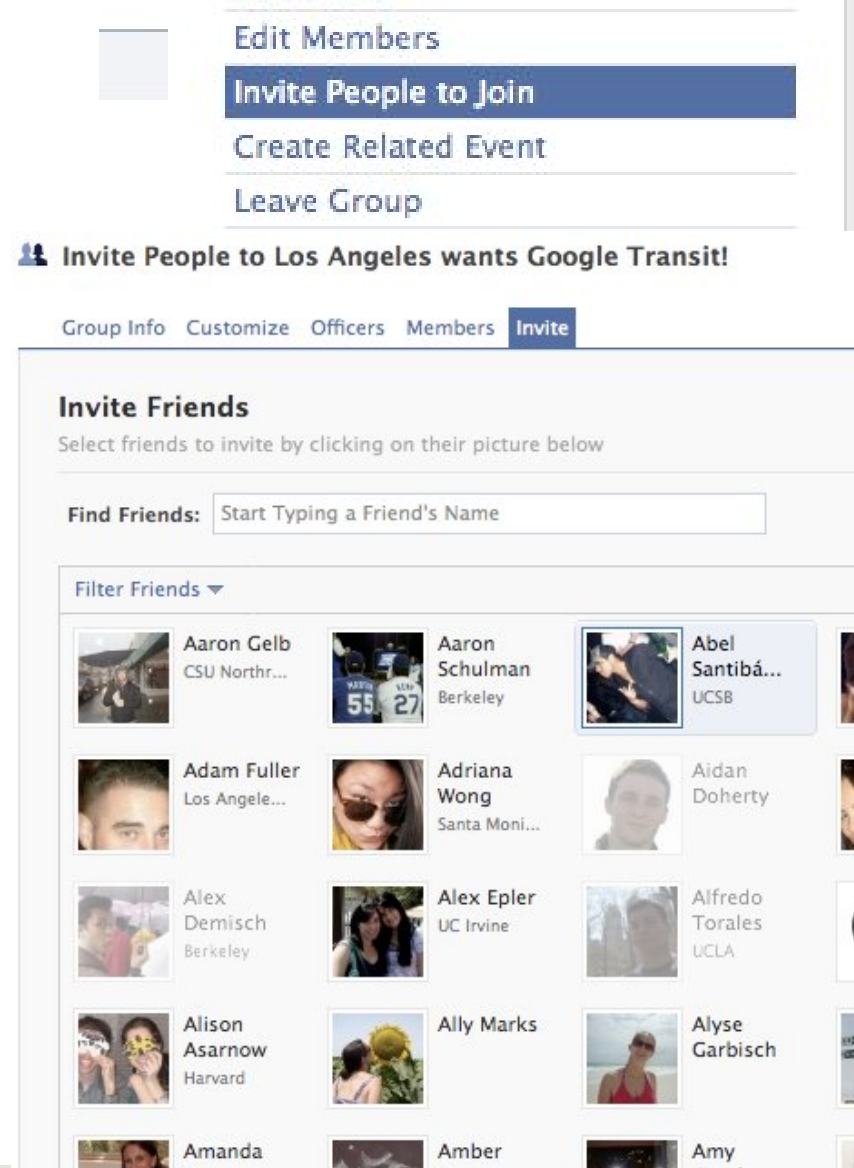 Edit Members
Invite People to Join
Create Related Event
Leave Group
Invite People to Los Angeles wants Google Transit!
Group Info Customize Officers Members Invite
Invite Friends
Select friends to invite by clicking on their picture below
Find Friends: Start Typing a Friend's Name
Filter Friends
Aaron Gelb
CSU Northr...
Aaron
Schulman
Berkeley
Abel
Santibá...
UCSB
Adam Fuller
Los Angele...
Adriana
Wong
Santa Moni...
Aidan
Doherty
Alex
Demisch
Berkeley
Alex Epler
UC Irvine
Alfredo
Torales
UCLA
Alison
Asarnow
Harvard
Ally Marks
Alyse
Garbisch
Amanda
Amber
Amy
55
27